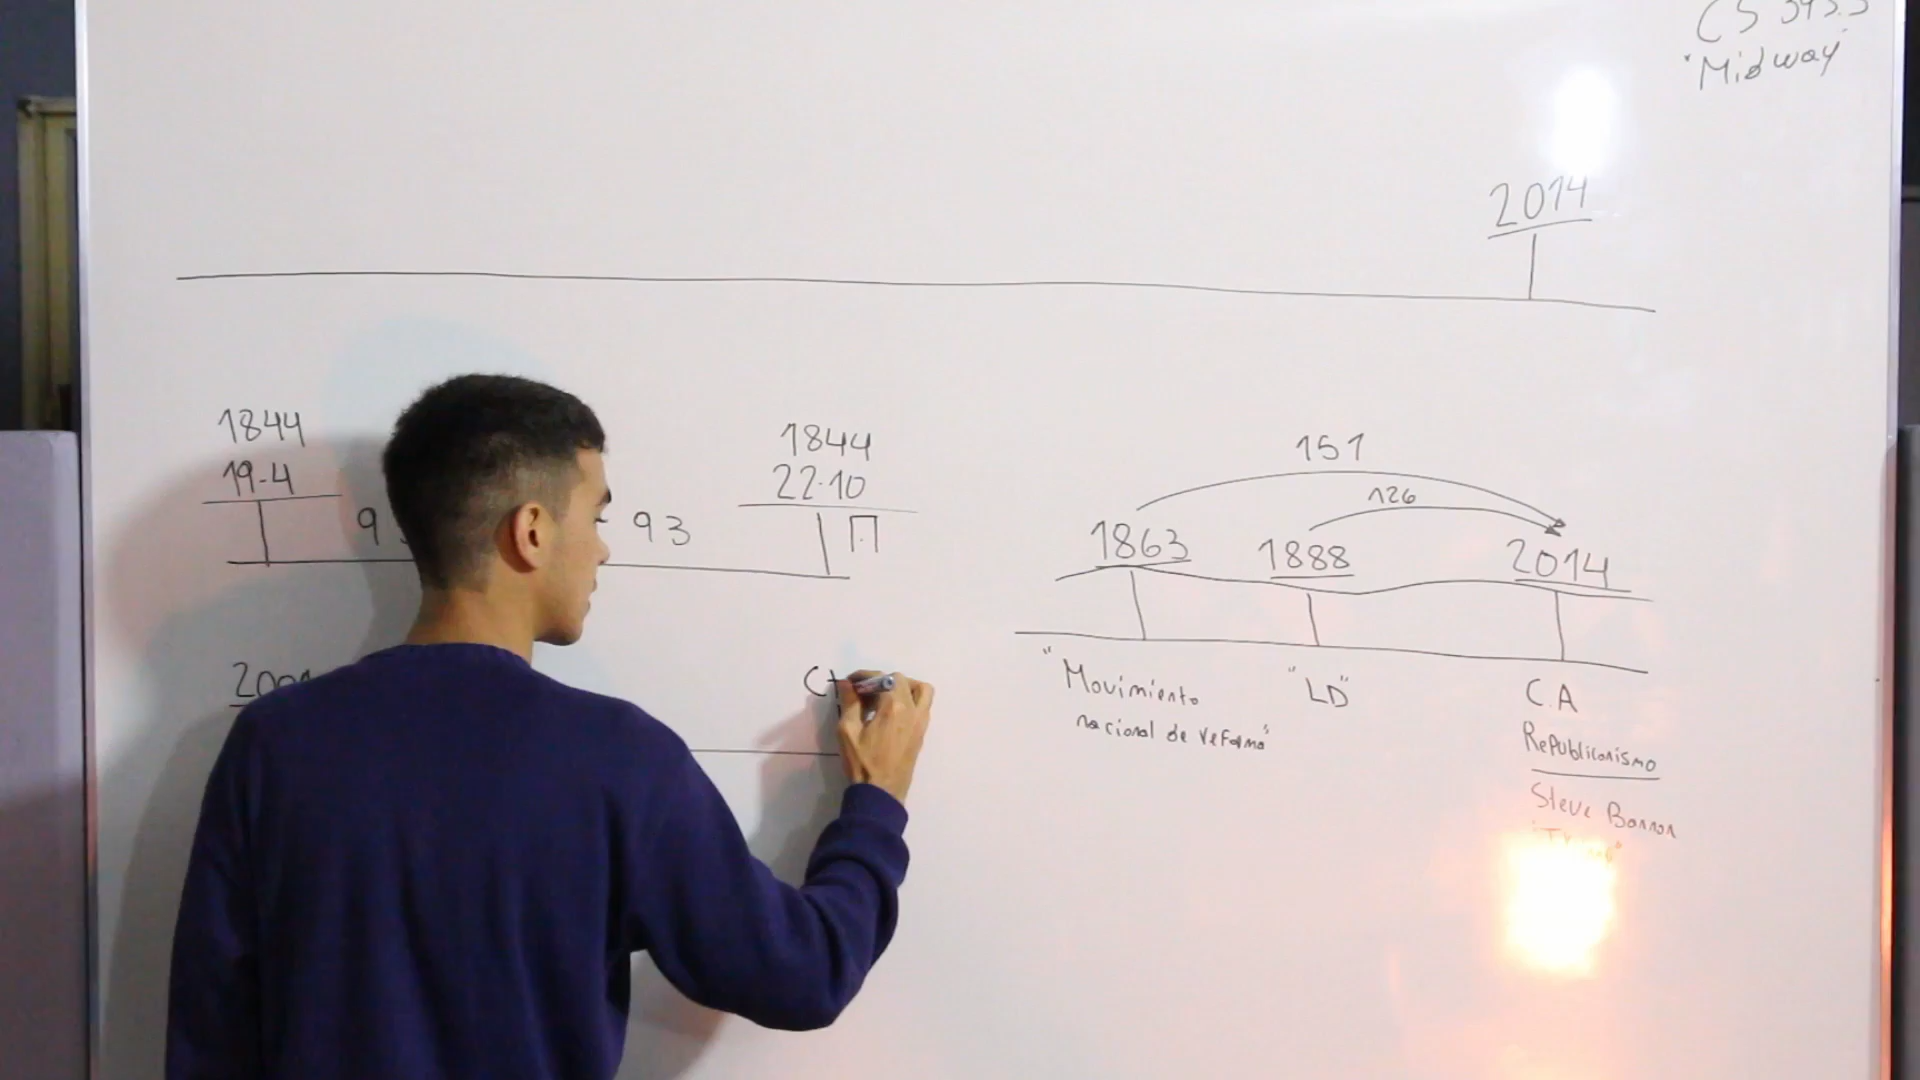 "Midway"
2014
1844
19-4
93
1844
22.10
151
126
1863
1888
2014
"Movimiento
nacional de reforma"
"LD"
C.A
Republicanismo
Steve Bannon